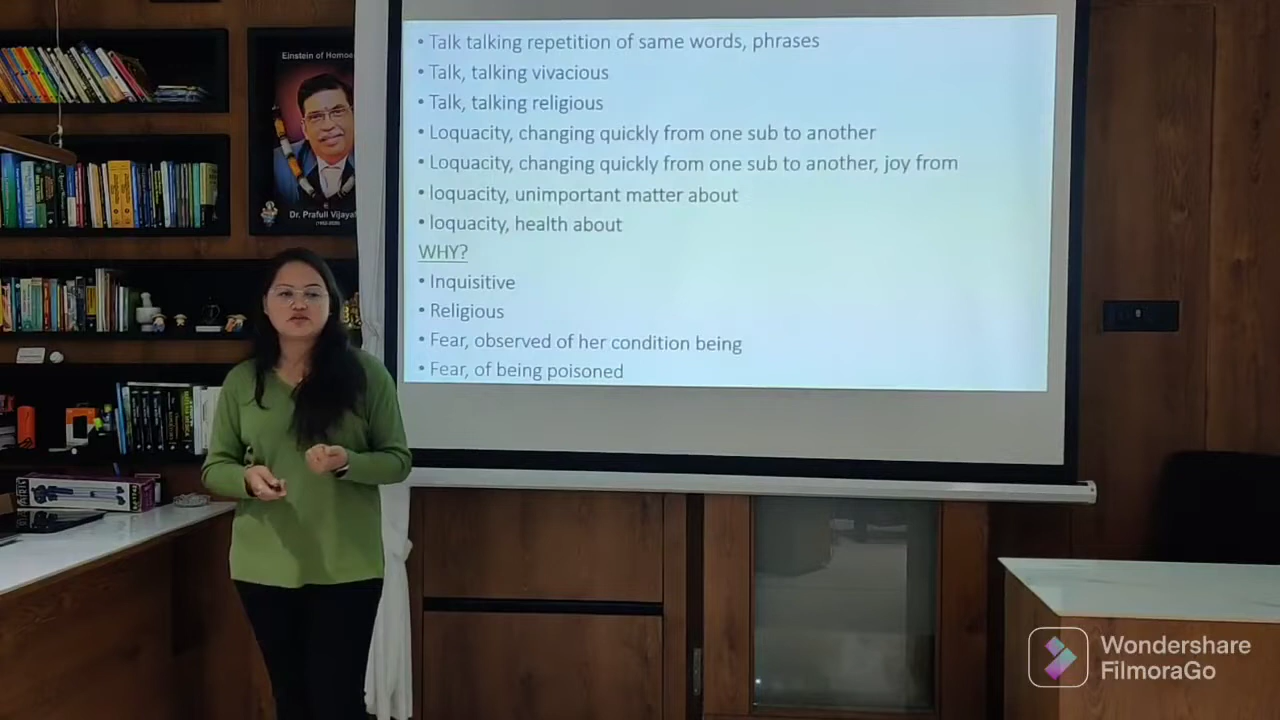 Einstein of Homoe
Dr. Prafull Vijayal
• Talk talking repetition of same words, phrases
• Talk, talking vivacious
• Talk, talking religious
• Loquacity, changing quickly from one sub to another
• Loquacity, changing quickly from one sub to another, joy from
• loquacity, unimportant matter about
• loquacity, health about
WHY?
• Inquisitive
• Religious
• Fear, observed of her condition being
• Fear, of being poisoned
Wondershare
FilmoraGo